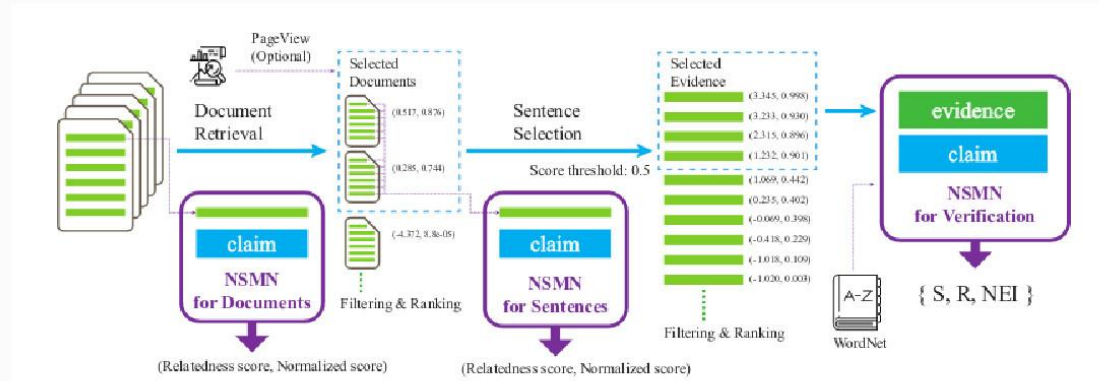 PageView
(Optional)
Document
Retrieval
claim
NSMN
for Documents
(Relatedness score, Normalized score)
Selected
Documents
(0.517, 0.876)
(0.285, 0.744)
(-4.372, 8.8e-05)
Filtering & Ranking
Sentence
Selection
Score threshold: 0.5
claim
NSMN
for Sentences
(Relatedness score, Normalized score)
Selected
Evidence
(3.345, 0.998)
(3.233, 0.930)
(2.315, 0.896)
(1.232, 0.901)
(1.069, 0.442)
(0.235, 0.402)
(-0.069, 0.398)
(-0.418, 0.229)
(-1.018, 0.109)
(-1.020, 0.003)
Filtering & Ranking
A-Z
WordNet
evidence
claim
NSMN
for Verification
{ S, R, NEI }